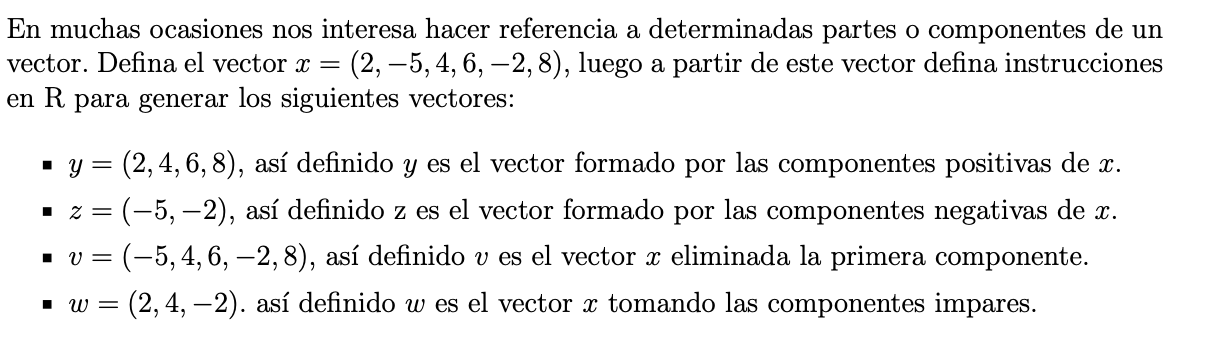 En muchas ocasiones nos interesa hacer referencia a determinadas partes o componentes de un
vector. Defina el vector x = (2, −5, 4, 6, −2, 8), luego a partir de este vector defina instrucciones
en R para generar los siguientes vectores:
▪ y = (2, 4, 6, 8), así definido y es el vector formado por las componentes positivas de x.
▪ z = (−5, −2), así definido z es el vector formado por las componentes negativas de x.
▪ v = (−5, 4, 6, −2, 8), así definido v es el vector x eliminada la primera componente.
▪ w = (2, 4, −2). así definido w es el vector x tomando las componentes impares.